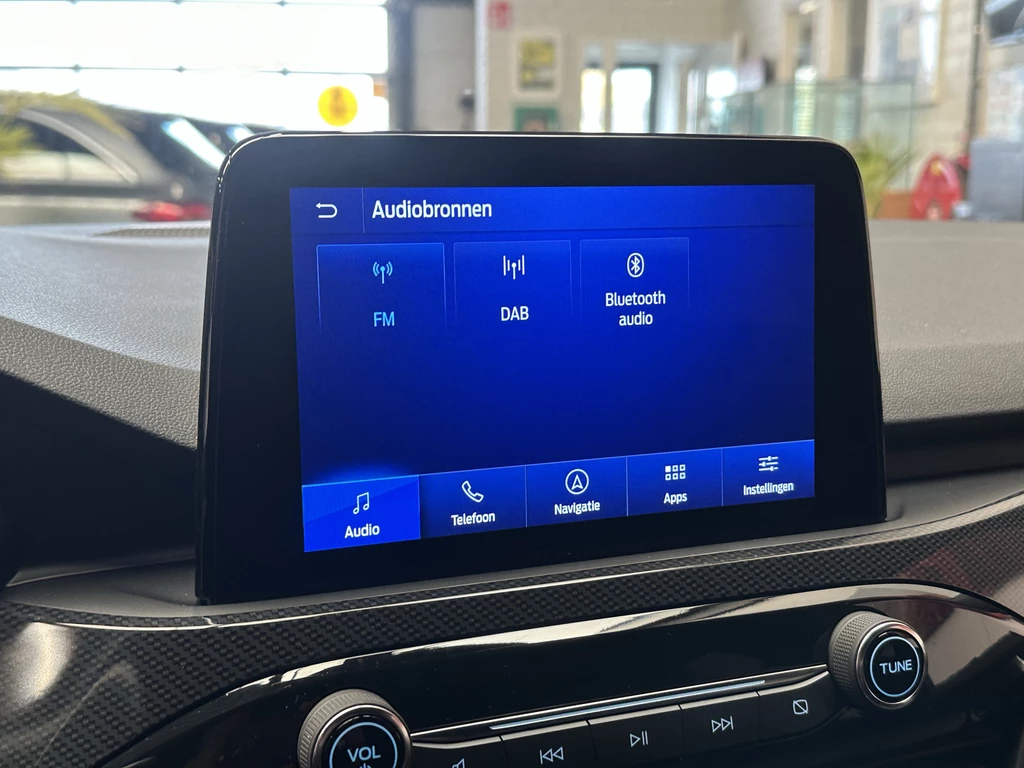 Audiobronnen
FM
DAB
Bluetooth
audio
Audio
Telefoon
Navigatie
Apps
Instellingen
TUNE
VOL